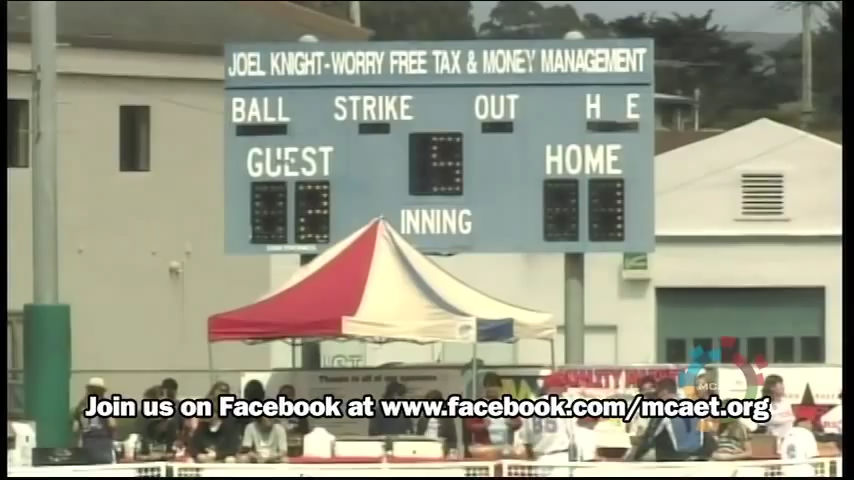 JOEL KNIGHT-WORRY FREE TAX & MONEY MANAGEMENT
BALL STRIKE OUT H E
GUEST HOME
INNING
Join us on Facebook at www.facebook.com/mcaet.org